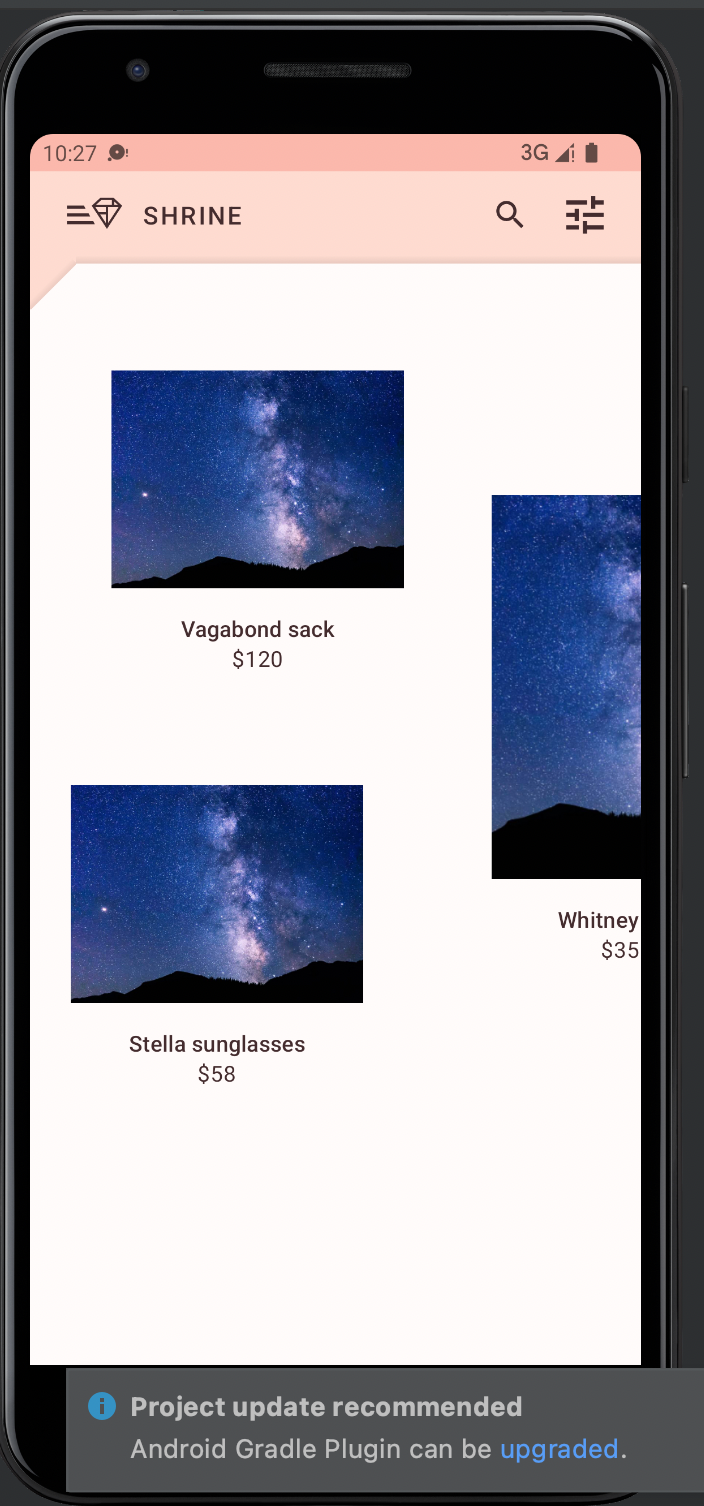 10:27
3G
SHRINE
Vagabond sack
$120
Whitney
$35
Stella sunglasses
$58
Project update recommended
Android Gradle Plugin can be upgraded.